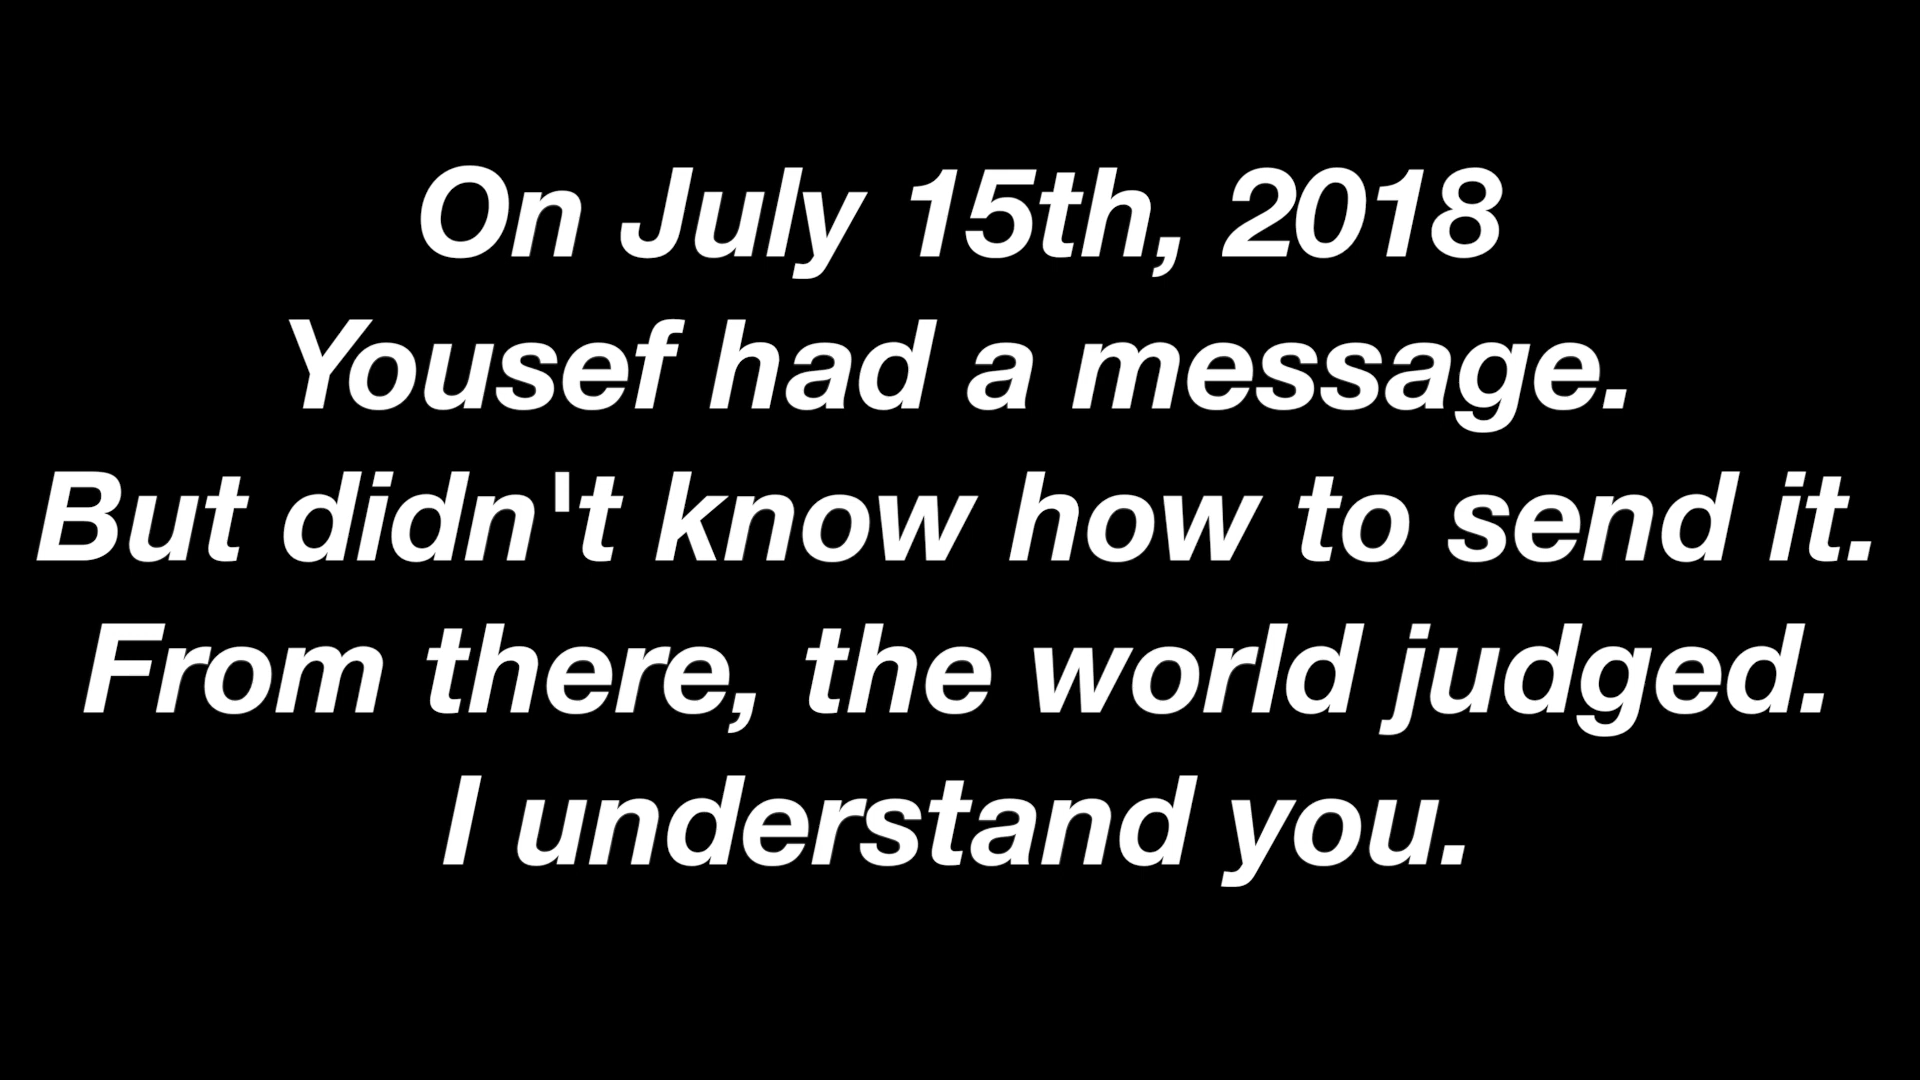 On July 15th, 2018
Yousef had a message.
But didn't know how to send it.
From there, the world judged.
I understand you.